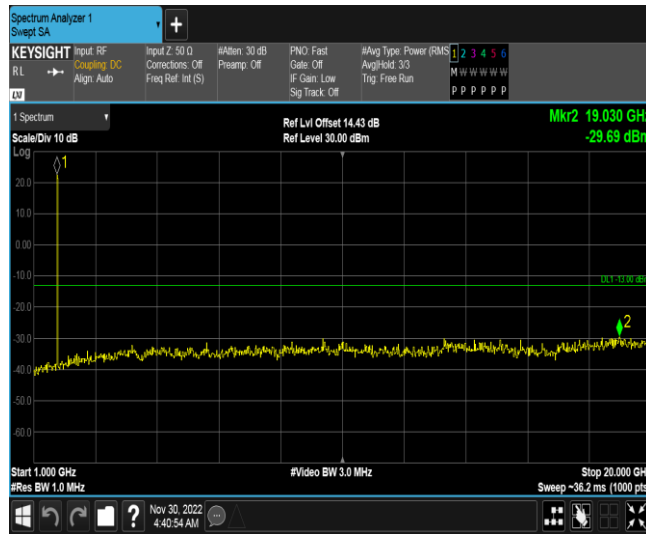 Spectrum Analyzer 1
Swept SA
+
KEYSIGHT
RL
LXI
Input: RF
Coupling: DC
Align: Auto
Input Z: 50 Ω
Corrections: Off
Freq Ref: Int (S)
#Atten: 30 dB
Preamp: Off
PNO: Fast
Gate: Off
IF Gain: Low
Sig Track: Off
#Avg Type: Power (RMS
Avg|Hold: 3/3
Trig: Free Run
1 2 3 4 5 6
M W W W W W
P P P P P P
1 Spectrum
Scale/Div 10 dB
Log
Ref Lvl Offset 14.43 dB
Ref Level 30.00 dBm
Mkr2 19.030 GHz
-29.69 dBm
1
20.0
10.0
0.00
-10.0
DL1 -13.00 dBm
-20.0
2
-30.0
-40.0
-50.0
-60.0
Start 1.000 GHz
#Video BW 3.0 MHz
Stop 20.000 GHz
#Res BW 1.0 MHz
Sweep ~36.2 ms (1000 pts)
?
Nov 30, 2022
4:40:54 AM